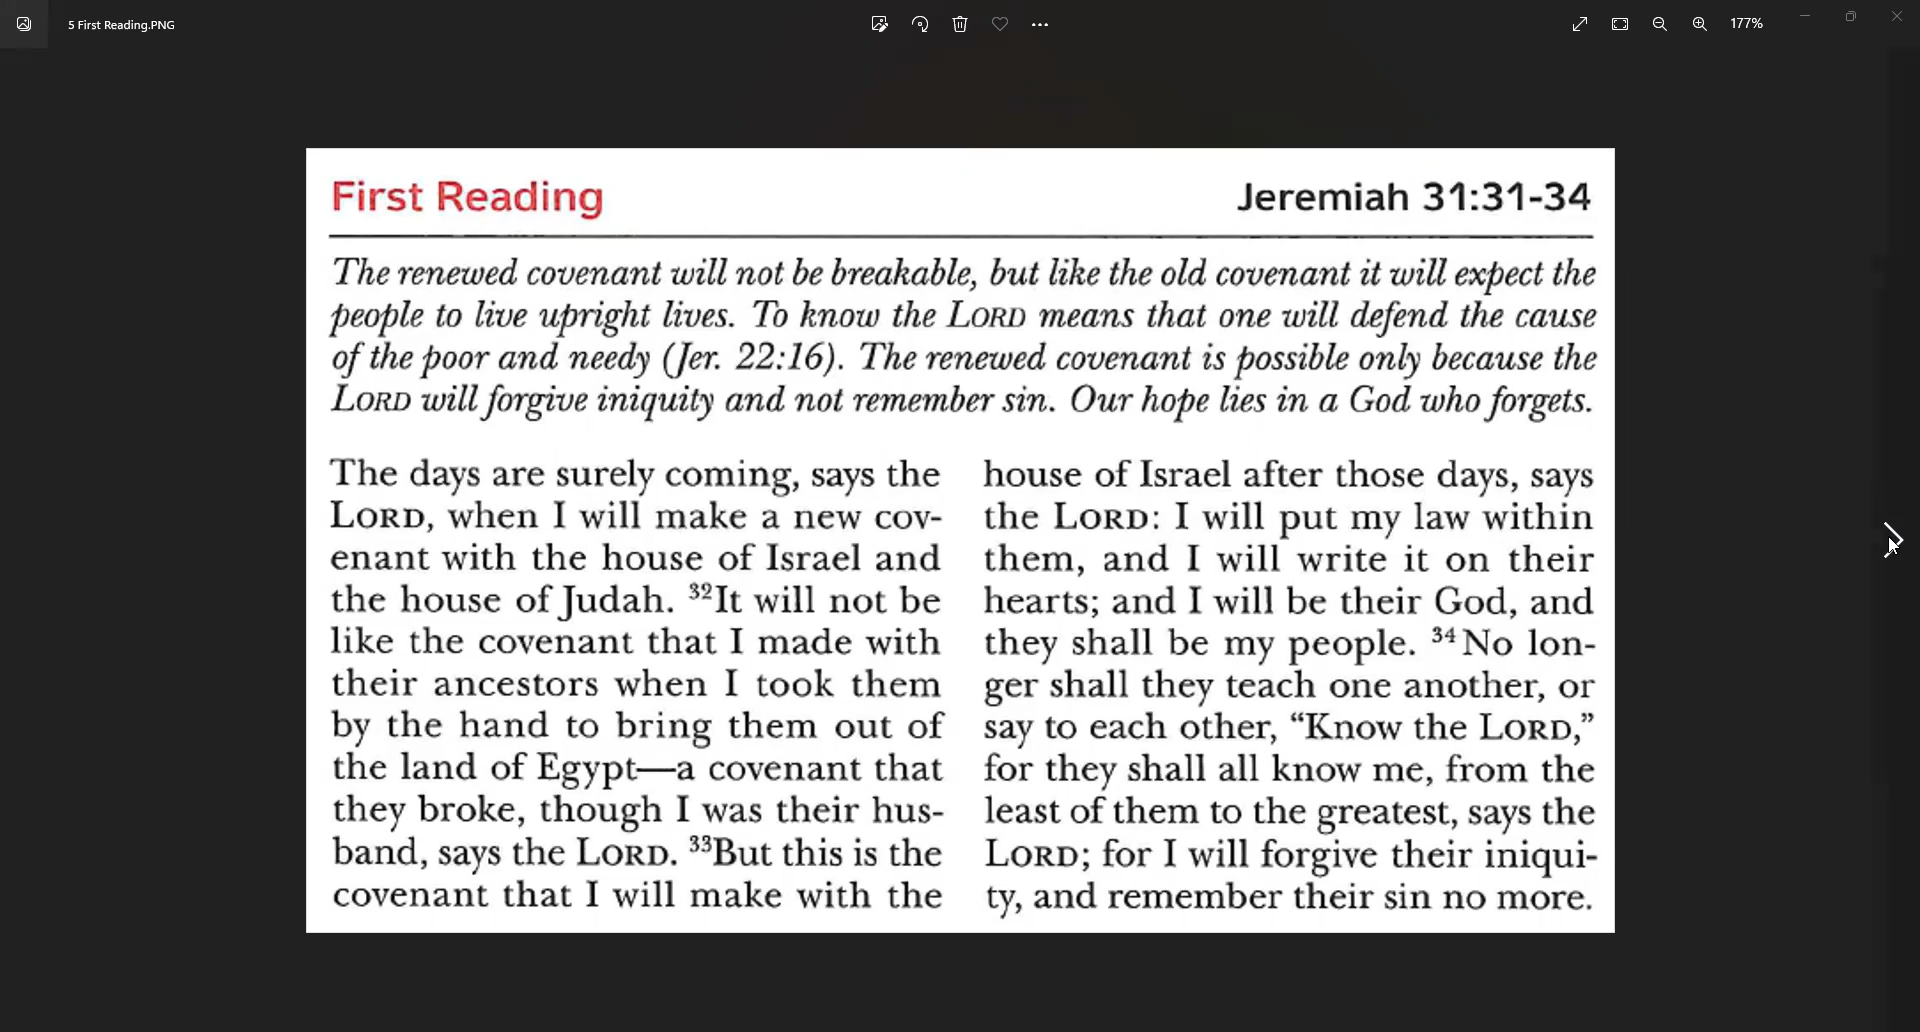 5 First Reading.PNG
177%
First Reading
Jeremiah 31:31-34
The renewed covenant will not be breakable, but like the old covenant it will expect the
people to live upright lives. To know the LORD means that one will defend the cause
of the poor and needy (Jer. 22:16). The renewed covenant is possible only because the
LORD will forgive iniquity and not remember sin. Our hope lies in a God who forgets.
The days are surely coming, says the
LORD, when I will make a new cov-
enant with the house of Israel and
the house of Judah. ³²It will not be
like the covenant that I made with
their ancestors when I took them
by the hand to bring them out of
the land of Egypt—a covenant that
they broke, though I was their hus-
band, says the LORD. ³³But this is the
covenant that I will make with the
house of Israel after those days, says
the LORD: I will put my law within
them, and I will write it on their
hearts; and I will be their God, and
they shall be my people. ³⁴No lon-
ger shall they teach one another, or
say to each other, “Know the LORD,”
for they shall all know me, from the
least of them to the greatest, says the
LORD; for I will forgive their iniqui-
ty, and remember their sin no more.